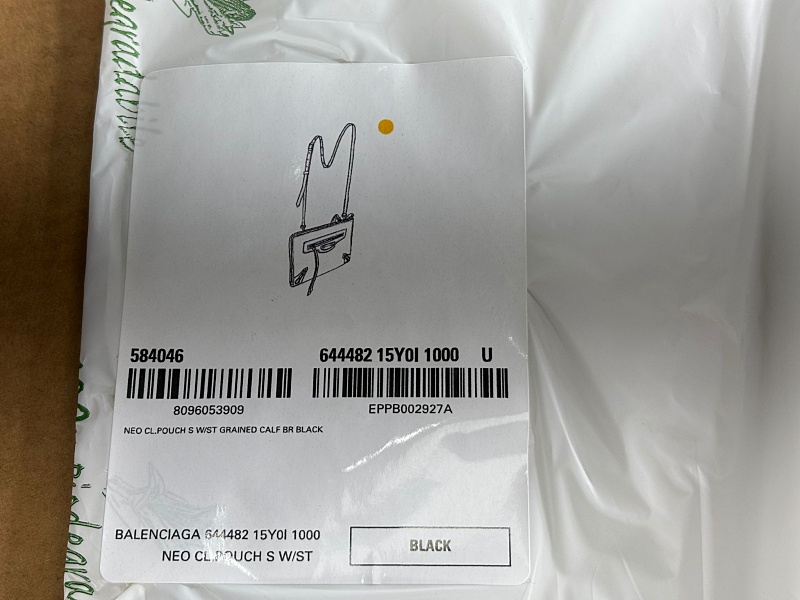 584046
644482 15Y0I 1000 U
8096053909
EPPB002927A
NEO CL.POUCH S W/ST GRAINED CALF BR BLACK
BALENCIAGA 644482 15Y0I 1000
NEO CL.POUCH S W/ST
BLACK